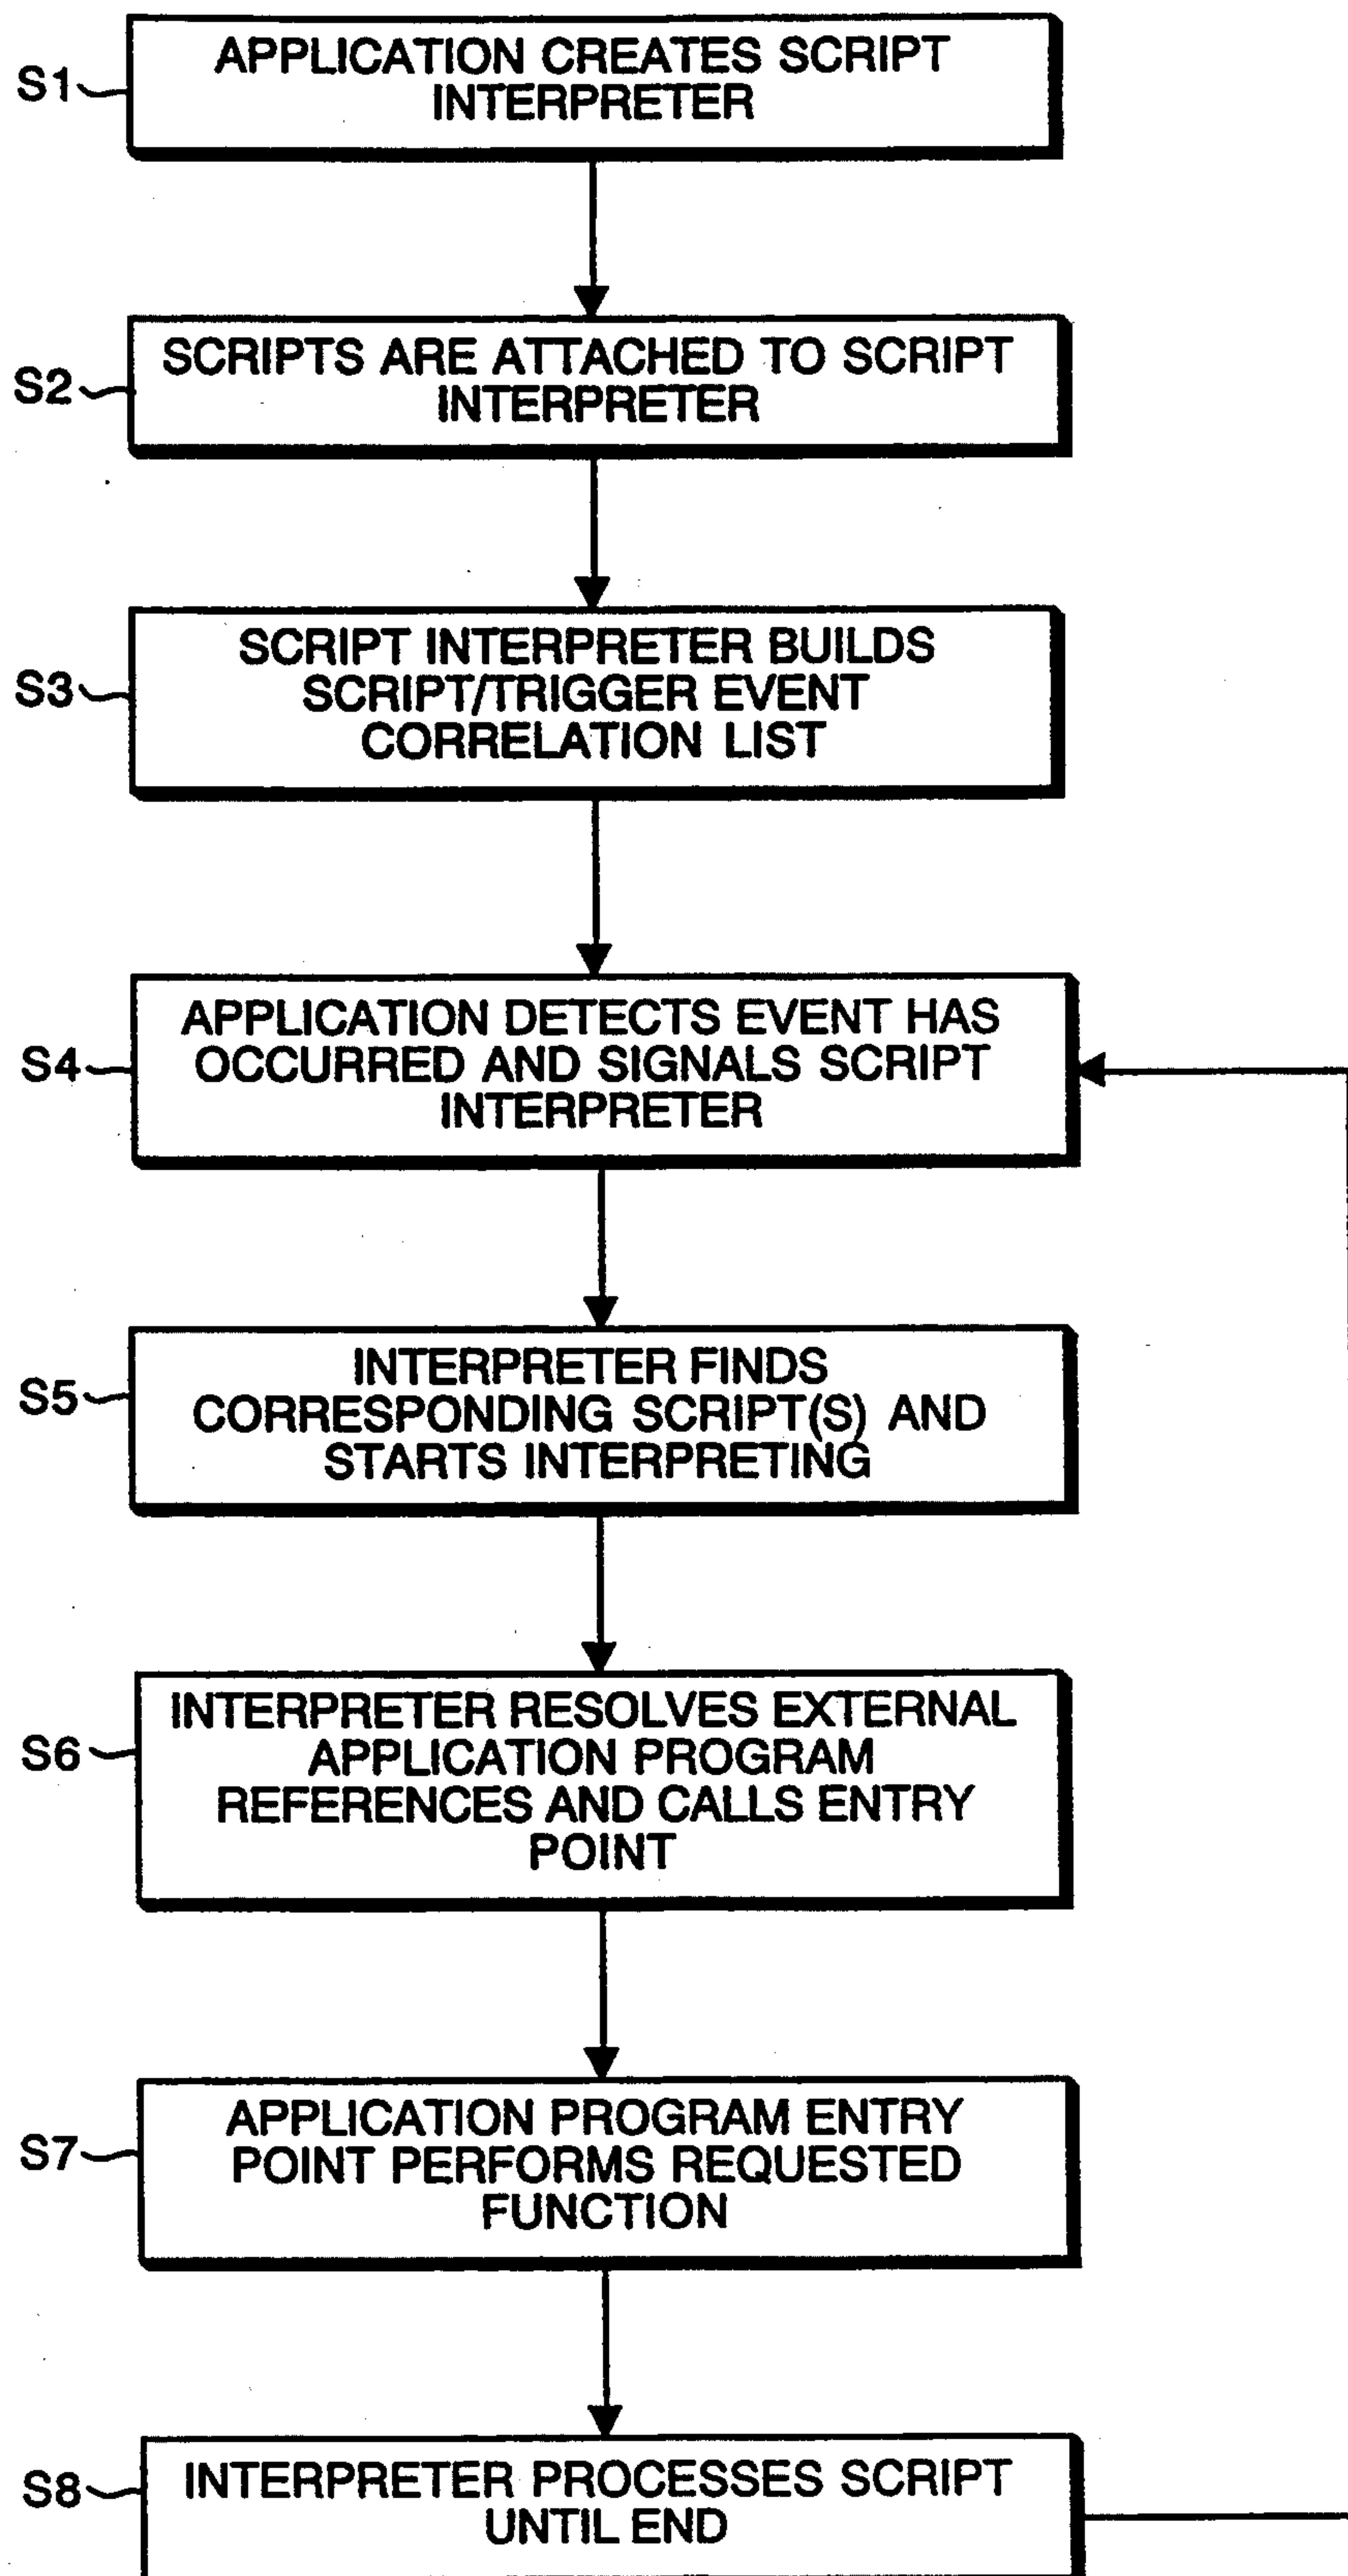 S1
APPLICATION CREATES SCRIPT
INTERPRETER
S2
SCRIPTS ARE ATTACHED TO SCRIPT
INTERPRETER
S3
SCRIPT INTERPRETER BUILDS
SCRIPT/TRIGGER EVENT
CORRELATION LIST
S4
APPLICATION DETECTS EVENT HAS
OCCURRED AND SIGNALS SCRIPT
INTERPRETER
S5
INTERPRETER FINDS
CORRESPONDING SCRIPT(S) AND
STARTS INTERPRETING
S6
INTERPRETER RESOLVES EXTERNAL
APPLICATION PROGRAM
REFERENCES AND CALLS ENTRY
POINT
S7
APPLICATION PROGRAM ENTRY
POINT PERFORMS REQUESTED
FUNCTION
S8
INTERPRETER PROCESSES SCRIPT
UNTIL END